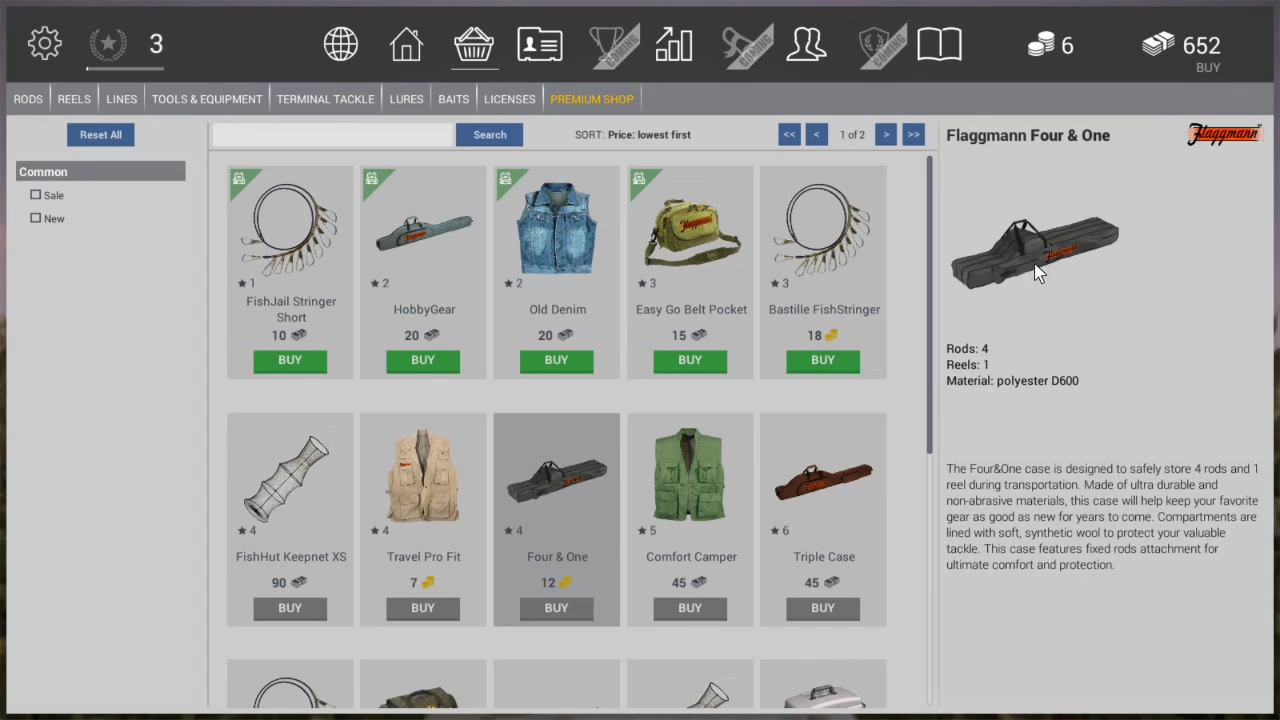 3
COMING
COMING
COMING
6
652
BUY
RODS
REELS
LINES
TOOLS & EQUIPMENT
TERMINAL TACKLE
LURES
BAITS
LICENSES
PREMIUM SHOP
Reset All
Search
SORT: Price: lowest first
<<
<
1 of 2
>
>>
Common
Sale
New
1
FishJail Stringer
Short
10
BUY
2
HobbyGear
20
BUY
2
Old Denim
20
BUY
3
Easy Go Belt Pocket
15
BUY
3
Bastille FishStringer
18
BUY
4
FishHut Keepnet XS
90
BUY
4
Travel Pro Fit
7
BUY
4
Four & One
12
BUY
5
Comfort Camper
45
BUY
6
Triple Case
45
BUY
Flaggmann Four & One
Flaggmann
Rods: 4
Reels: 1
Material: polyester D600
The Four&One case is designed to safely store 4 rods and 1
reel during transportation. Made of ultra durable and
non-abrasive materials, this case will help keep your favorite
gear as good as new for years to come. Compartments are
lined with soft, synthetic wool to protect your valuable
tackle. This case features fixed rods attachment for
ultimate comfort and protection.